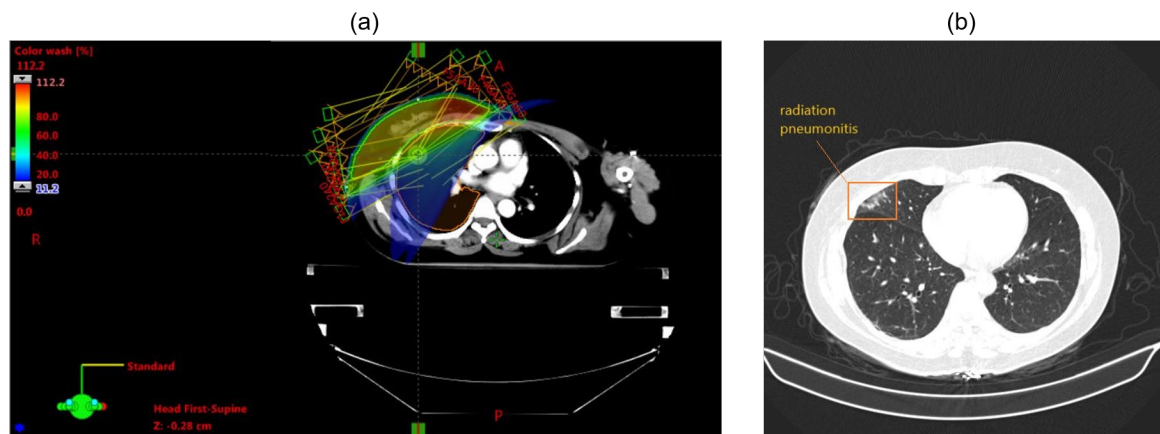 (a)
(b)
Color wash [%]
112.2
112.2
80.0
60.0
40.0
20.0
11.2
0.0
A
R
radiation
pneumonitis
Standard
Head First-Supine
Z: -0.28 cm
P